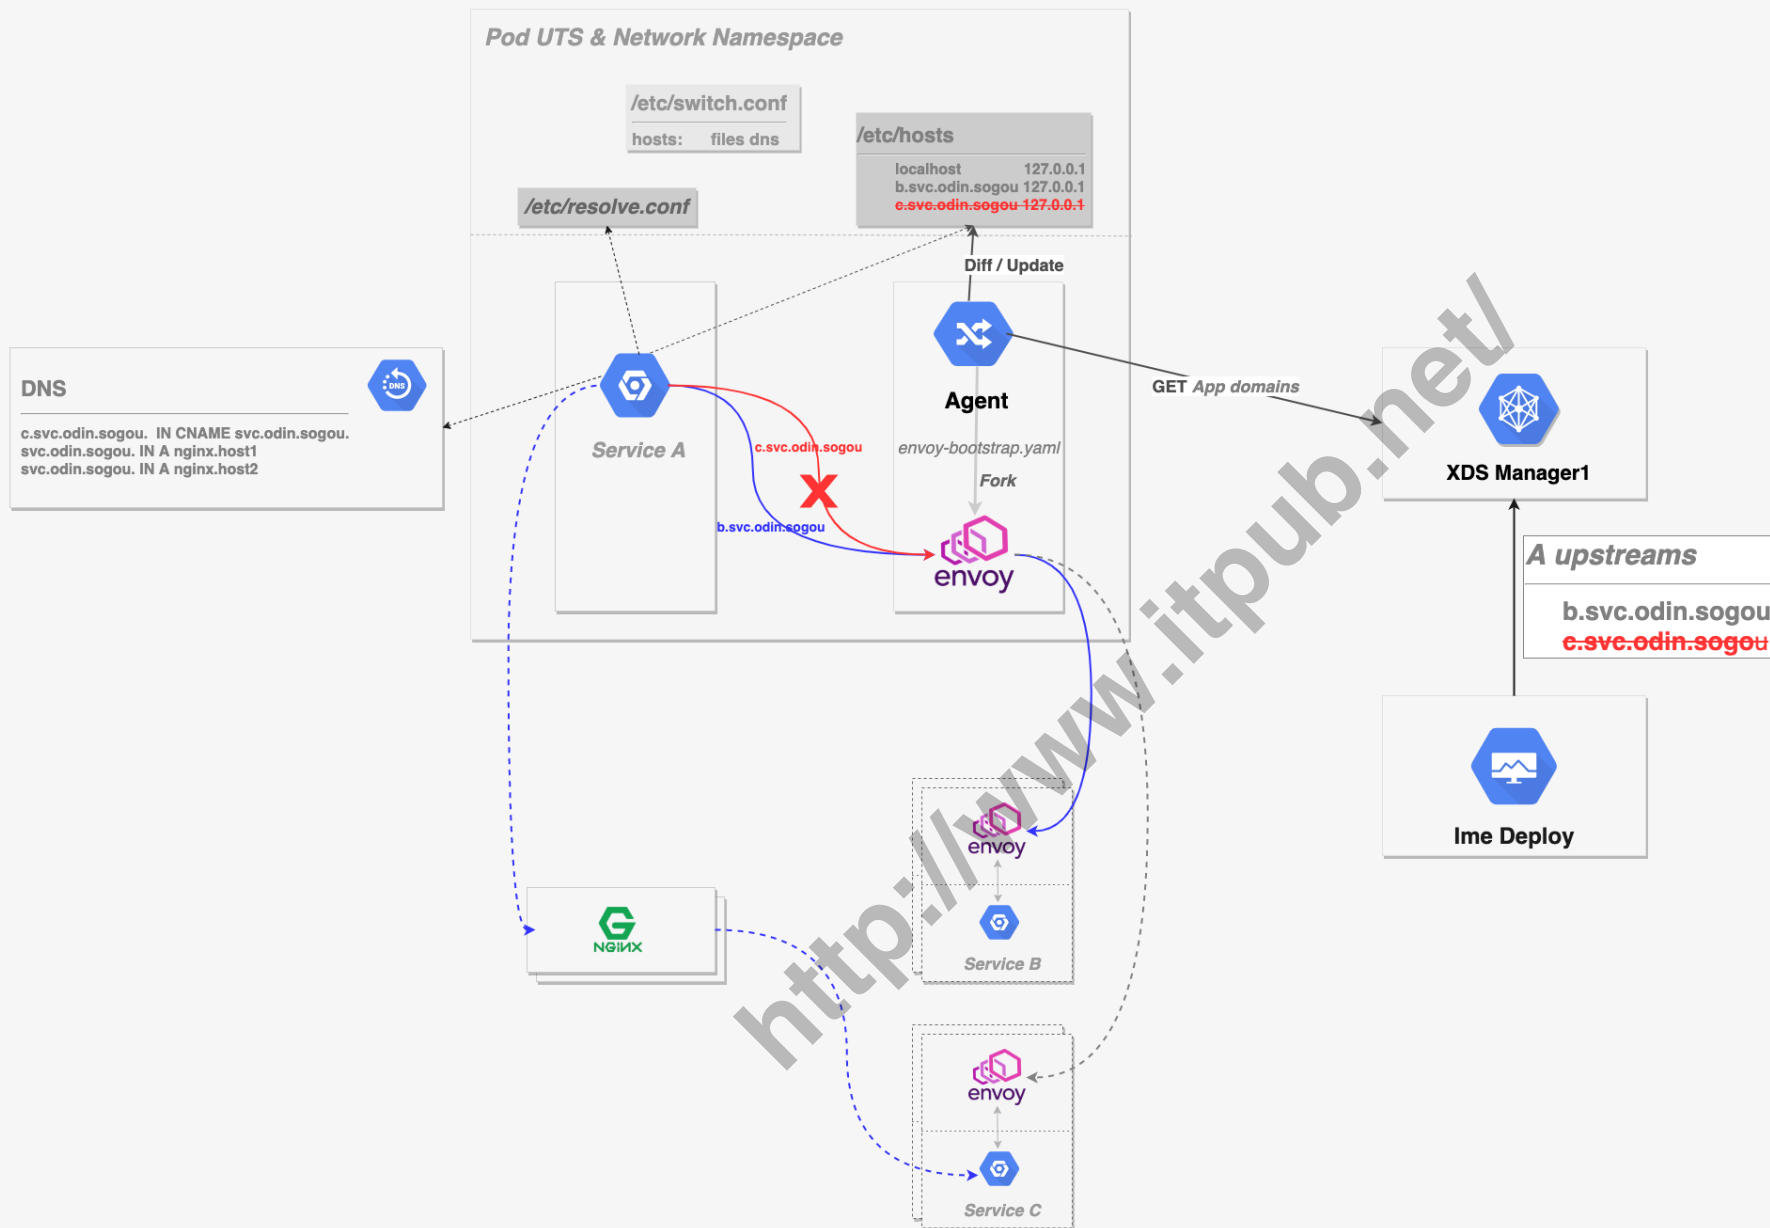 Pod UTS & Network Namespace
/etc/switch.conf
hosts: files dns
/etc/hosts
localhost 127.0.0.1
b.svc.odin.sogou 127.0.0.1
c.svc.odin.sogou 127.0.0.1
/etc/resolve.conf
Diff / Update
DNS
DNS
c.svc.odin.sogou. IN CNAME svc.odin.sogou.
svc.odin.sogou. IN A nginx.host1
svc.odin.sogou. IN A nginx.host2
Service A
c.svc.odin.sogou
b.svc.odin.sogou
X
Agent
envoy-bootstrap.yaml
Fork
envoy
GET App domains
XDS Manager1
A upstreams
b.svc.odin.sogou
c.svc.odin.sogou
Ime Deploy
NGINX
envoy
Service B
envoy
Service C
http://www.itpub.net/